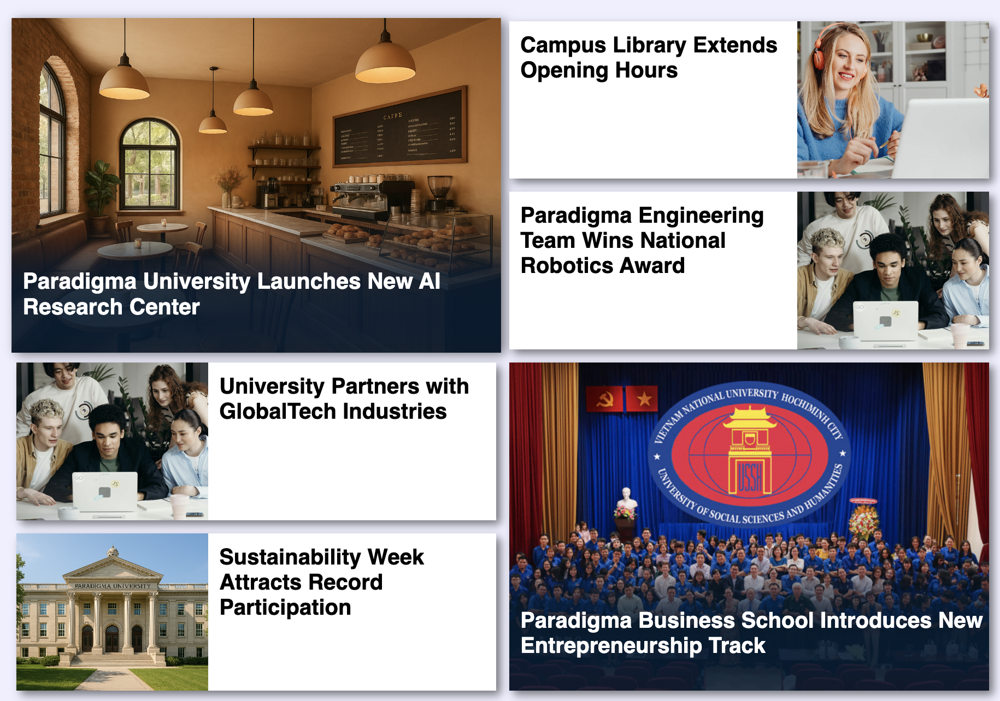 CAFFE
Paradigma University Launches New AI
Research Center
Campus Library Extends
Opening Hours
Paradigma Engineering
Team Wins National
Robotics Award
GO
JS
University Partners with
GlobalTech Industries
GO
JS
PARADIGMA UNIVERSITY
Sustainability Week
Attracts Record
Participation
VIETNAM NATIONAL UNIVERSITY HOCHIMINH CITY
USSH
UNIVERSITY OF SOCIAL SCIENCES AND HUMANITIES
Paradigma Business School Introduces New
Entrepreneurship Track